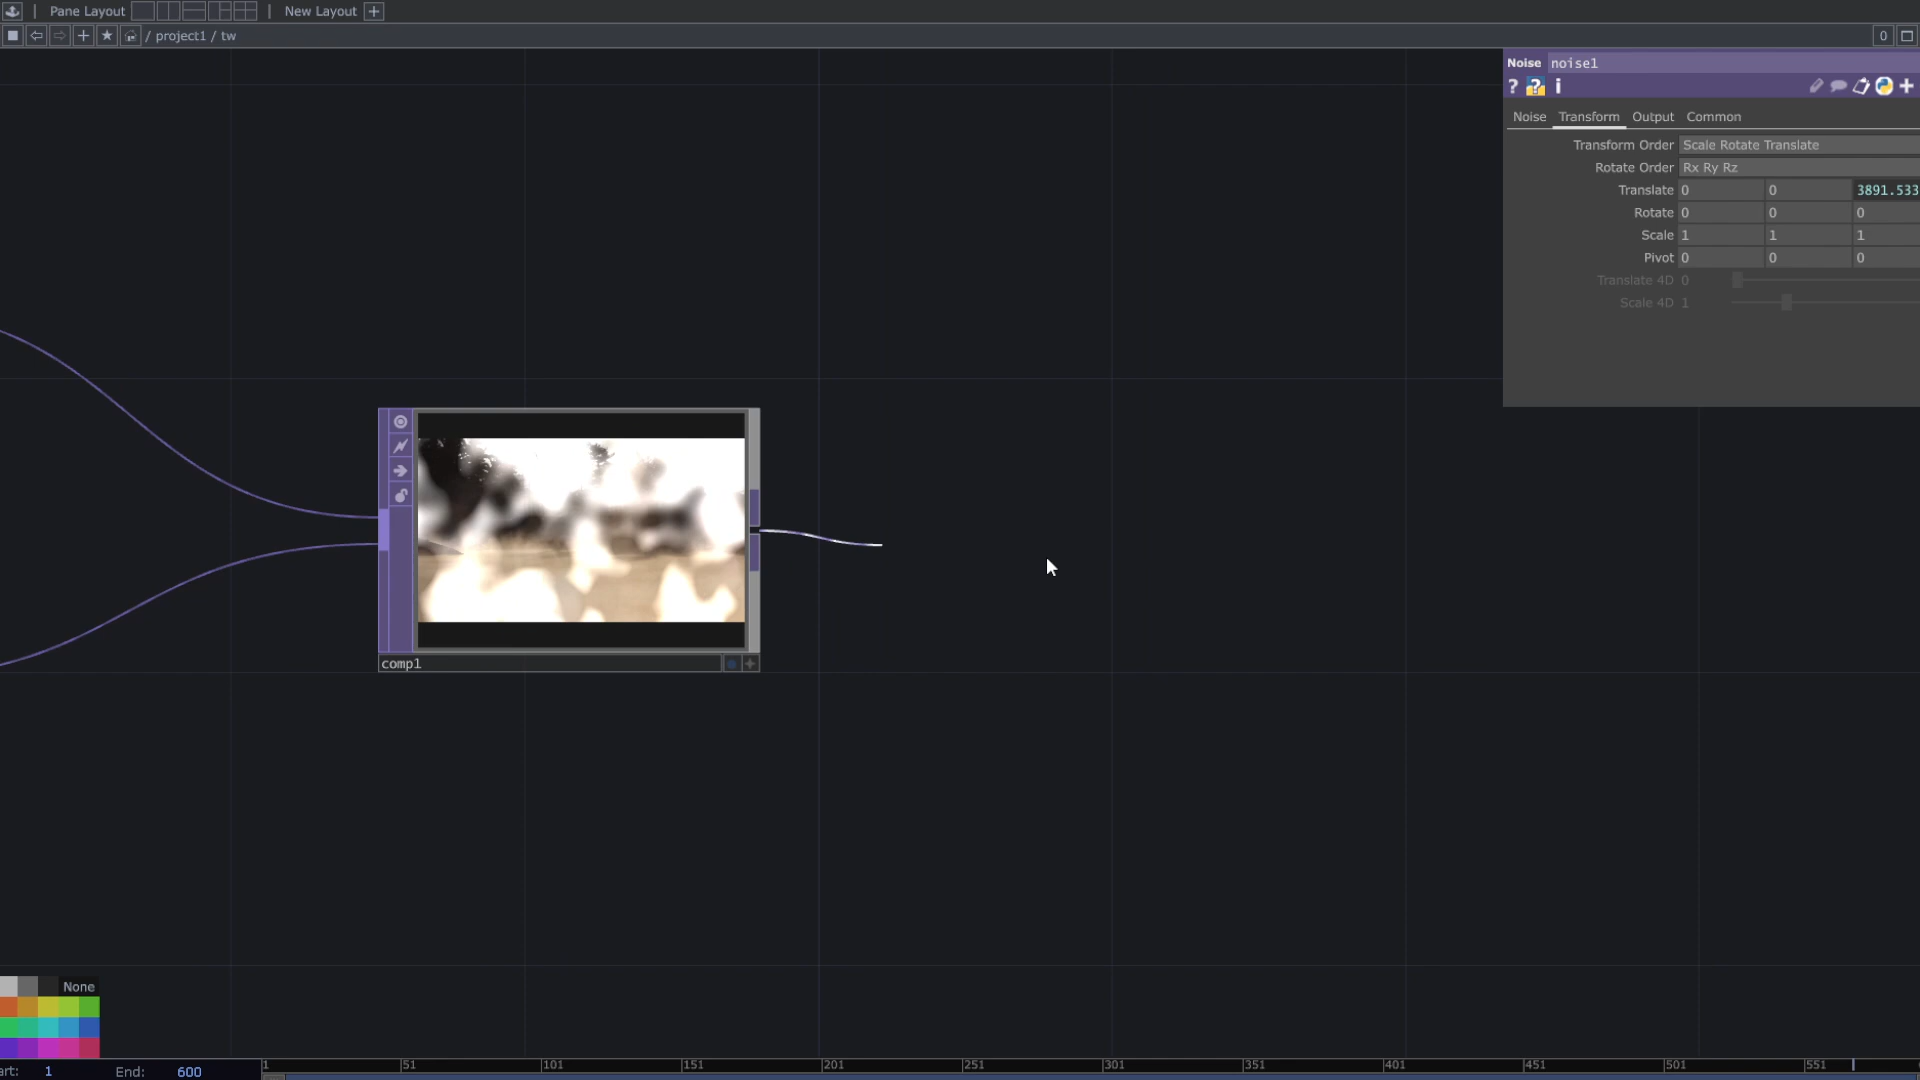 Pane Layout New Layout +
/ project1 / tw 0
Noise noise1
? ? i
Noise Transform Output Common
Transform Order Scale Rotate Translate
Rotate Order Rx Ry Rz
Translate 0 0 3891.533
Rotate 0 0 0
Scale 1 1 1
Pivot 0 0 0
Translate 4D 0
Scale 4D 1
comp1
None
art: 1 End: 600
1 51 101 151 201 251 301 351 401 451 501 551